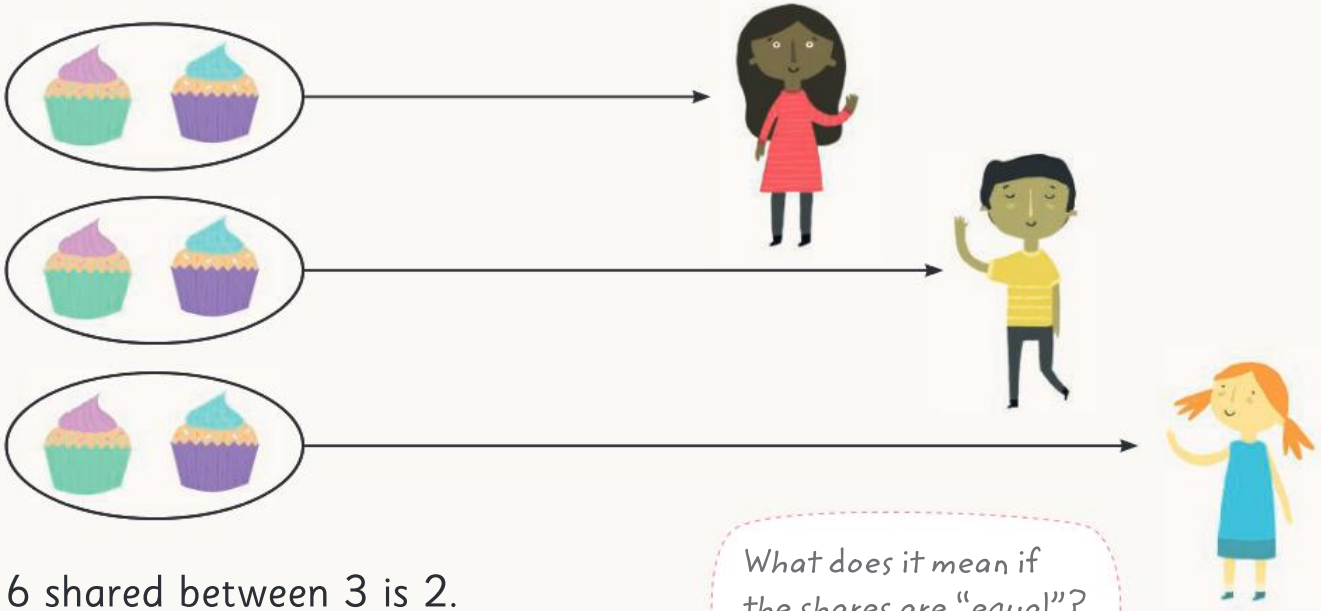 6 shared between 3 is 2.
What does it mean if
the shares are “equal”?